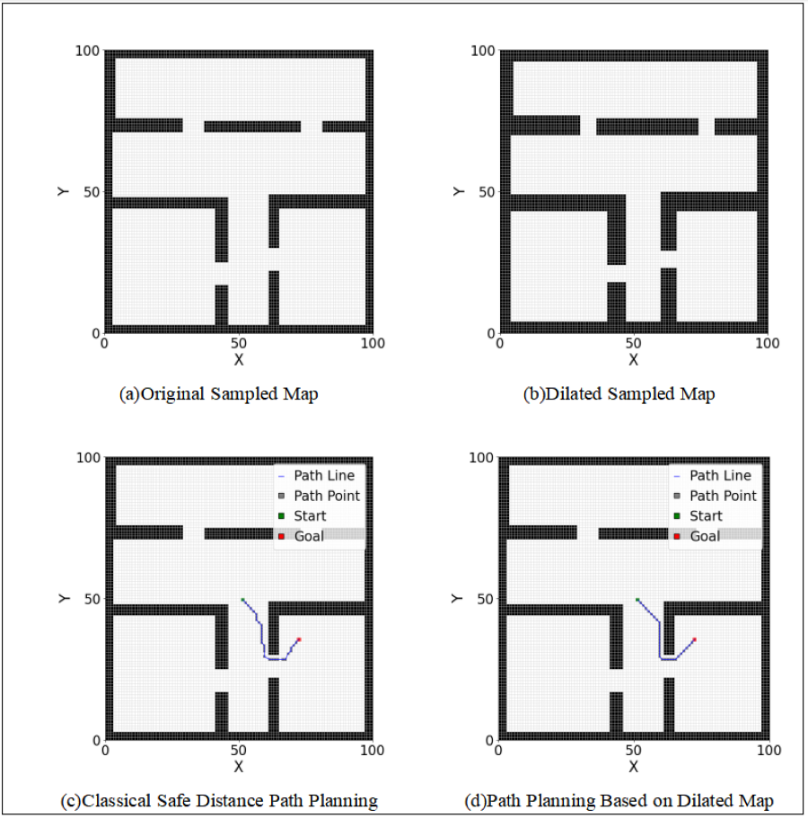 100
50
0
Y
0 50 100
X
(a)Original Sampled Map
100
50
0
Y
0 50 100
X
(b)Dilated Sampled Map
100
50
0
Y
0 50 100
X
Path Line
Path Point
Start
Goal
(c)Classical Safe Distance Path Planning
100
50
0
Y
0 50 100
X
Path Line
Path Point
Start
Goal
(d)Path Planning Based on Dilated Map